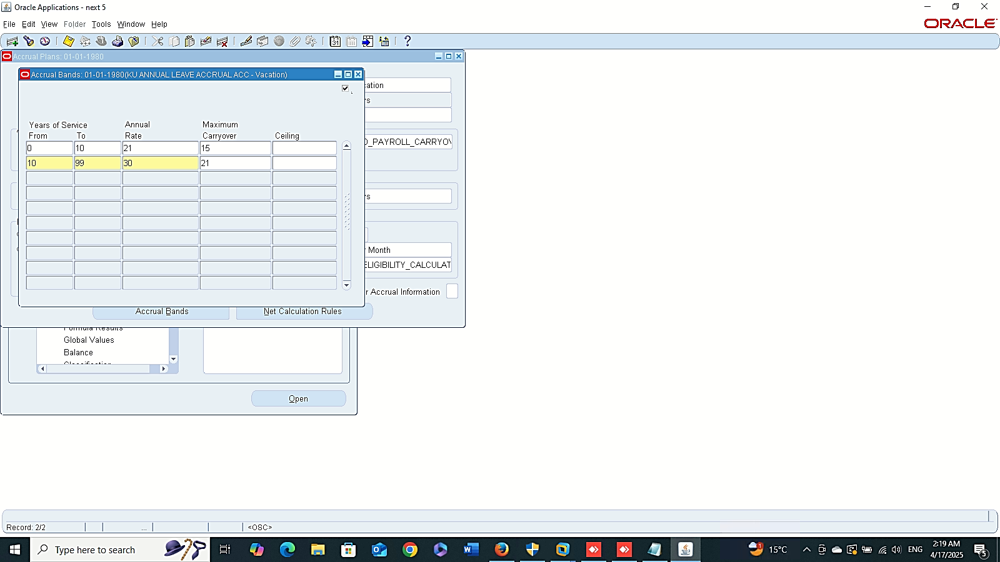 Oracle Applications - next 5
File Edit View Folder Tools Window Help
ORACLE
Accrual Plans: 01-01-1980
Accrual Bands: 01-01-1980(KU ANNUAL LEAVE ACCRUAL ACC - Vacation)
ation
Years of Service Annual Maximum
From To Rate Carryover Ceiling
0 10 21 15
10 99 30 21
_PAYROLL_CARRYO
Month
ELIGIBILITY_CALCULAT
r Accrual Information
Accrual Bands Net Calculation Rules
Formula Results
Global Values
Balance
Classification
Open
Record: 2/2 ... <OSC>
Type here to search
15°C ENG
2:19 AM
4/17/2025
5